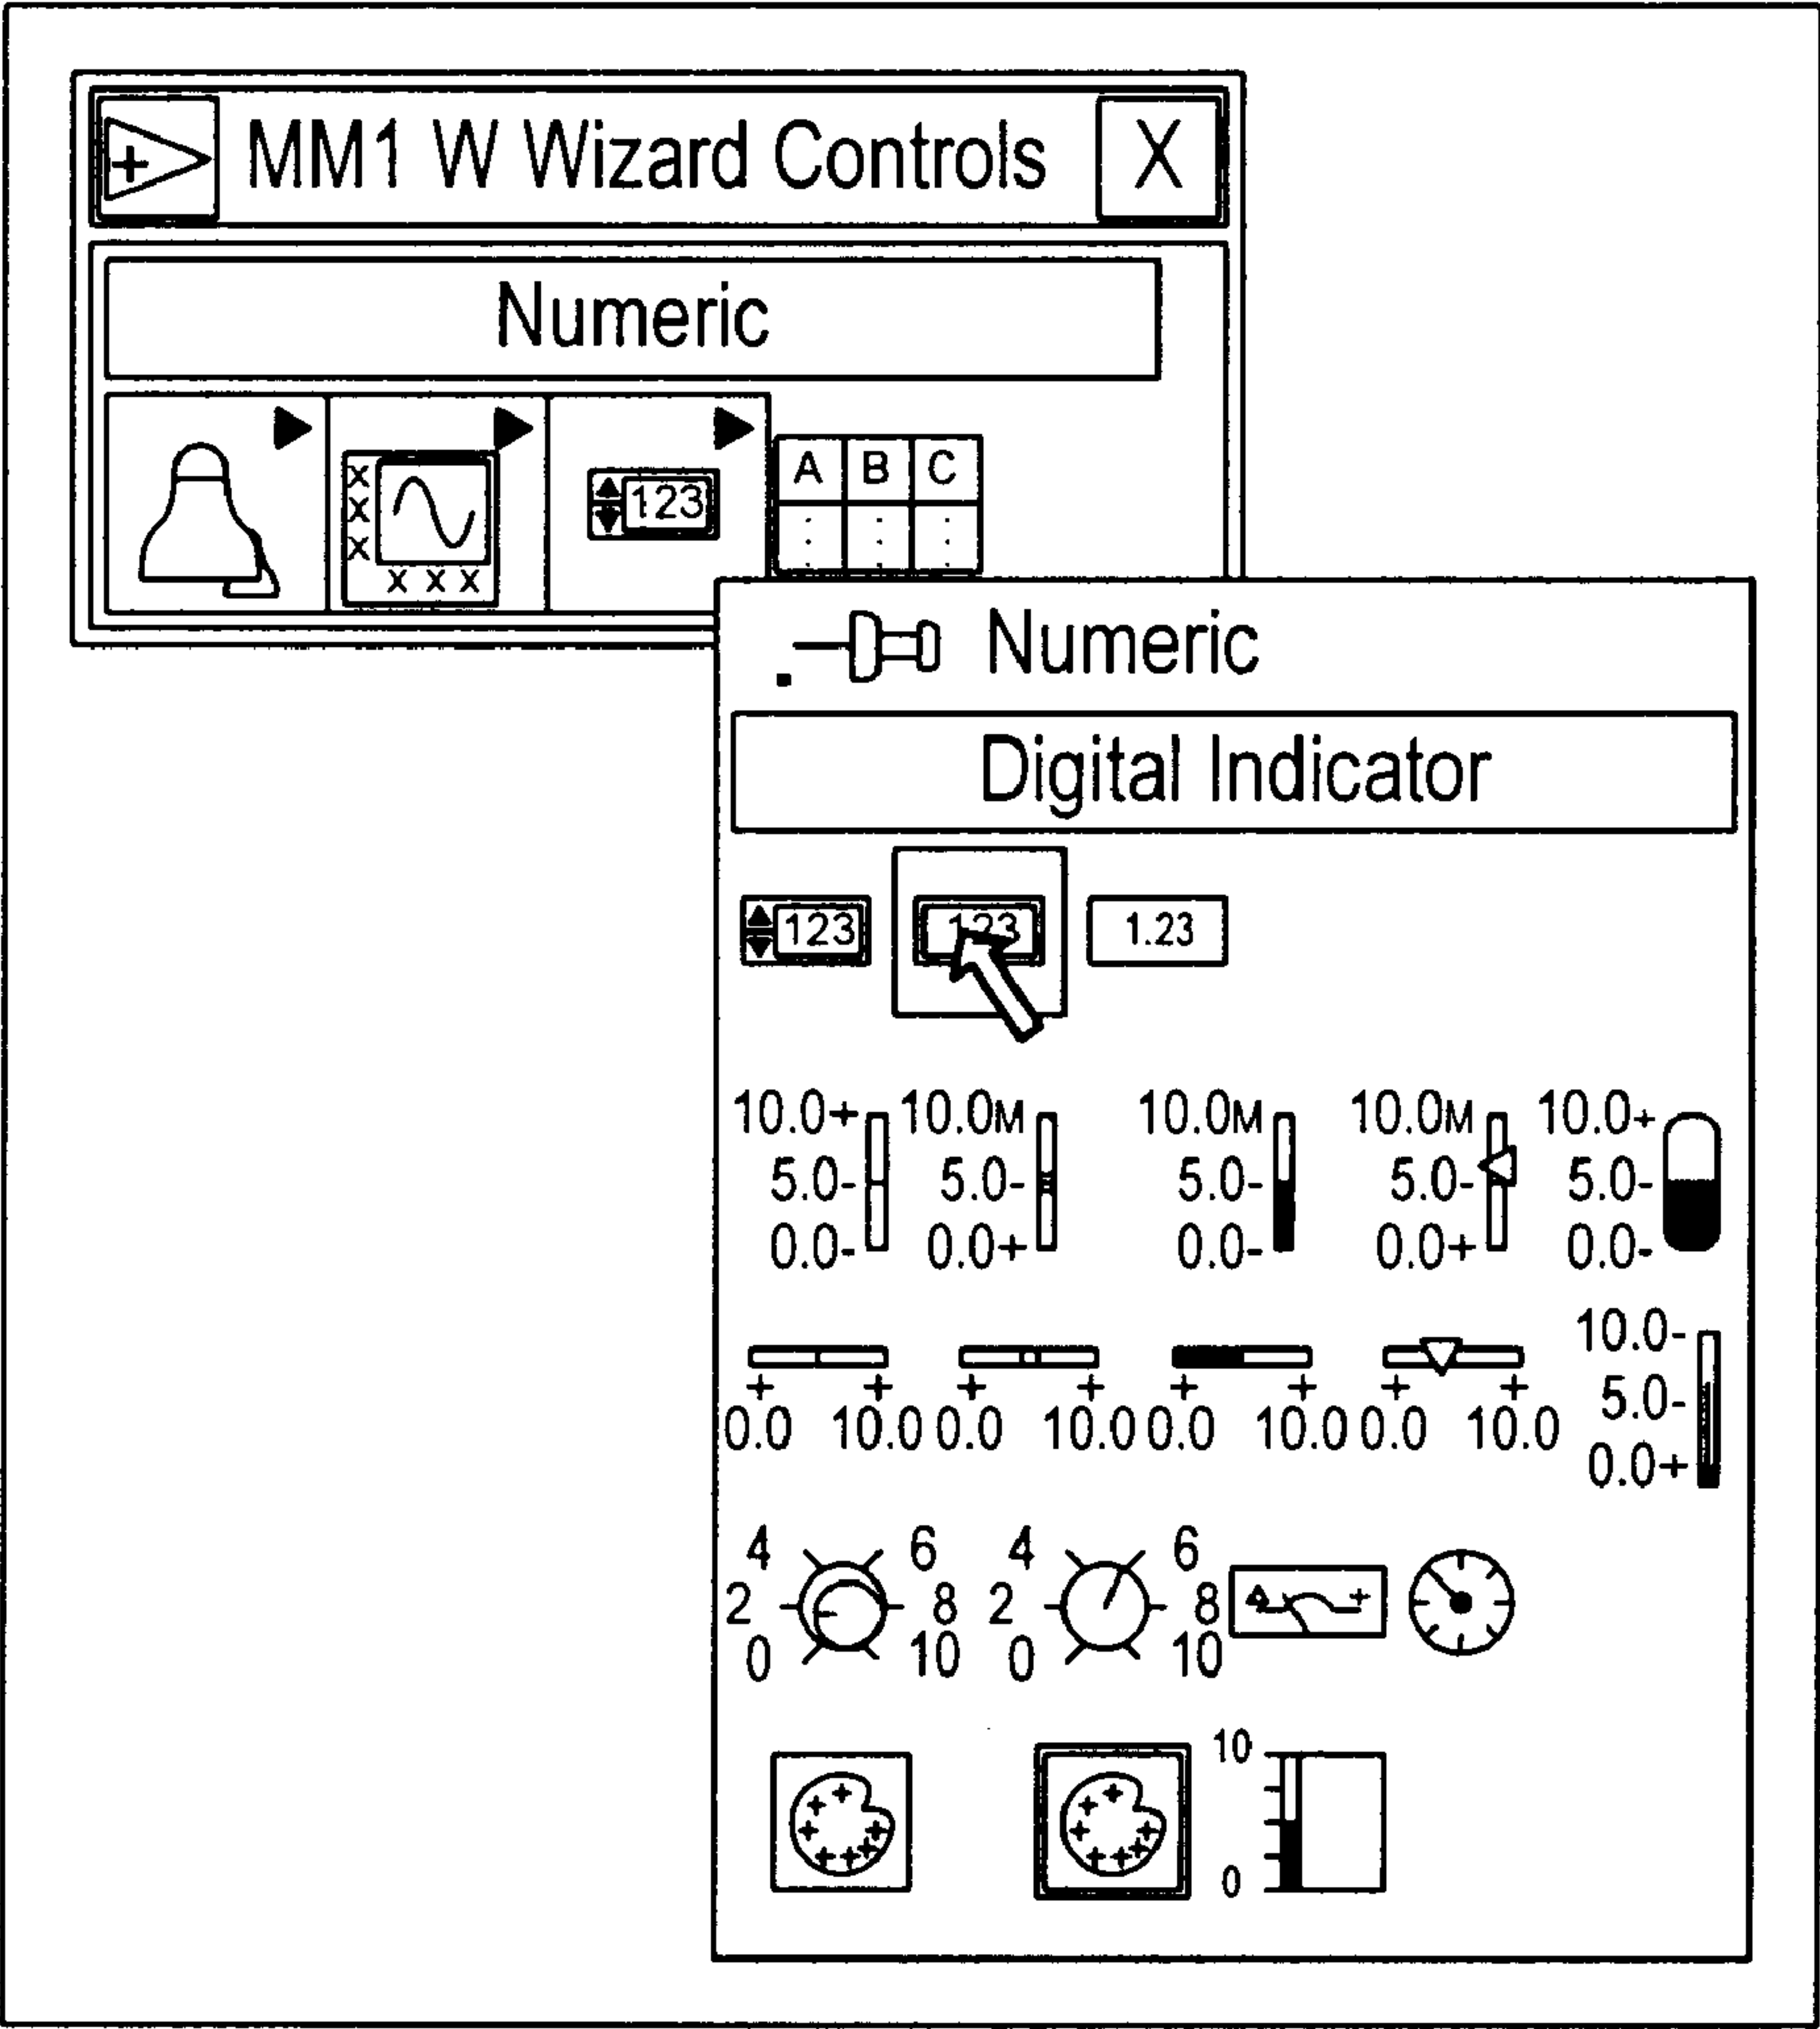 + MM1 W Wizard Controls X
Numeric
123 A B C
x
x
x
x x x
Numeric
Digital Indicator
123 123 1.23
10.0+ 10.0M 10.0M 10.0M 10.0+
5.0- 5.0- 5.0- 5.0- 5.0-
0.0- 0.0+ 0.0- 0.0+ 0.0-
10.0-
5.0-
0.0+
+ + + + + + + +
0.0 10.0 0.0 10.0 0.0 10.0 0.0 10.0
4 6 4 6
2 8 2 8
0 10 0 10
10
0